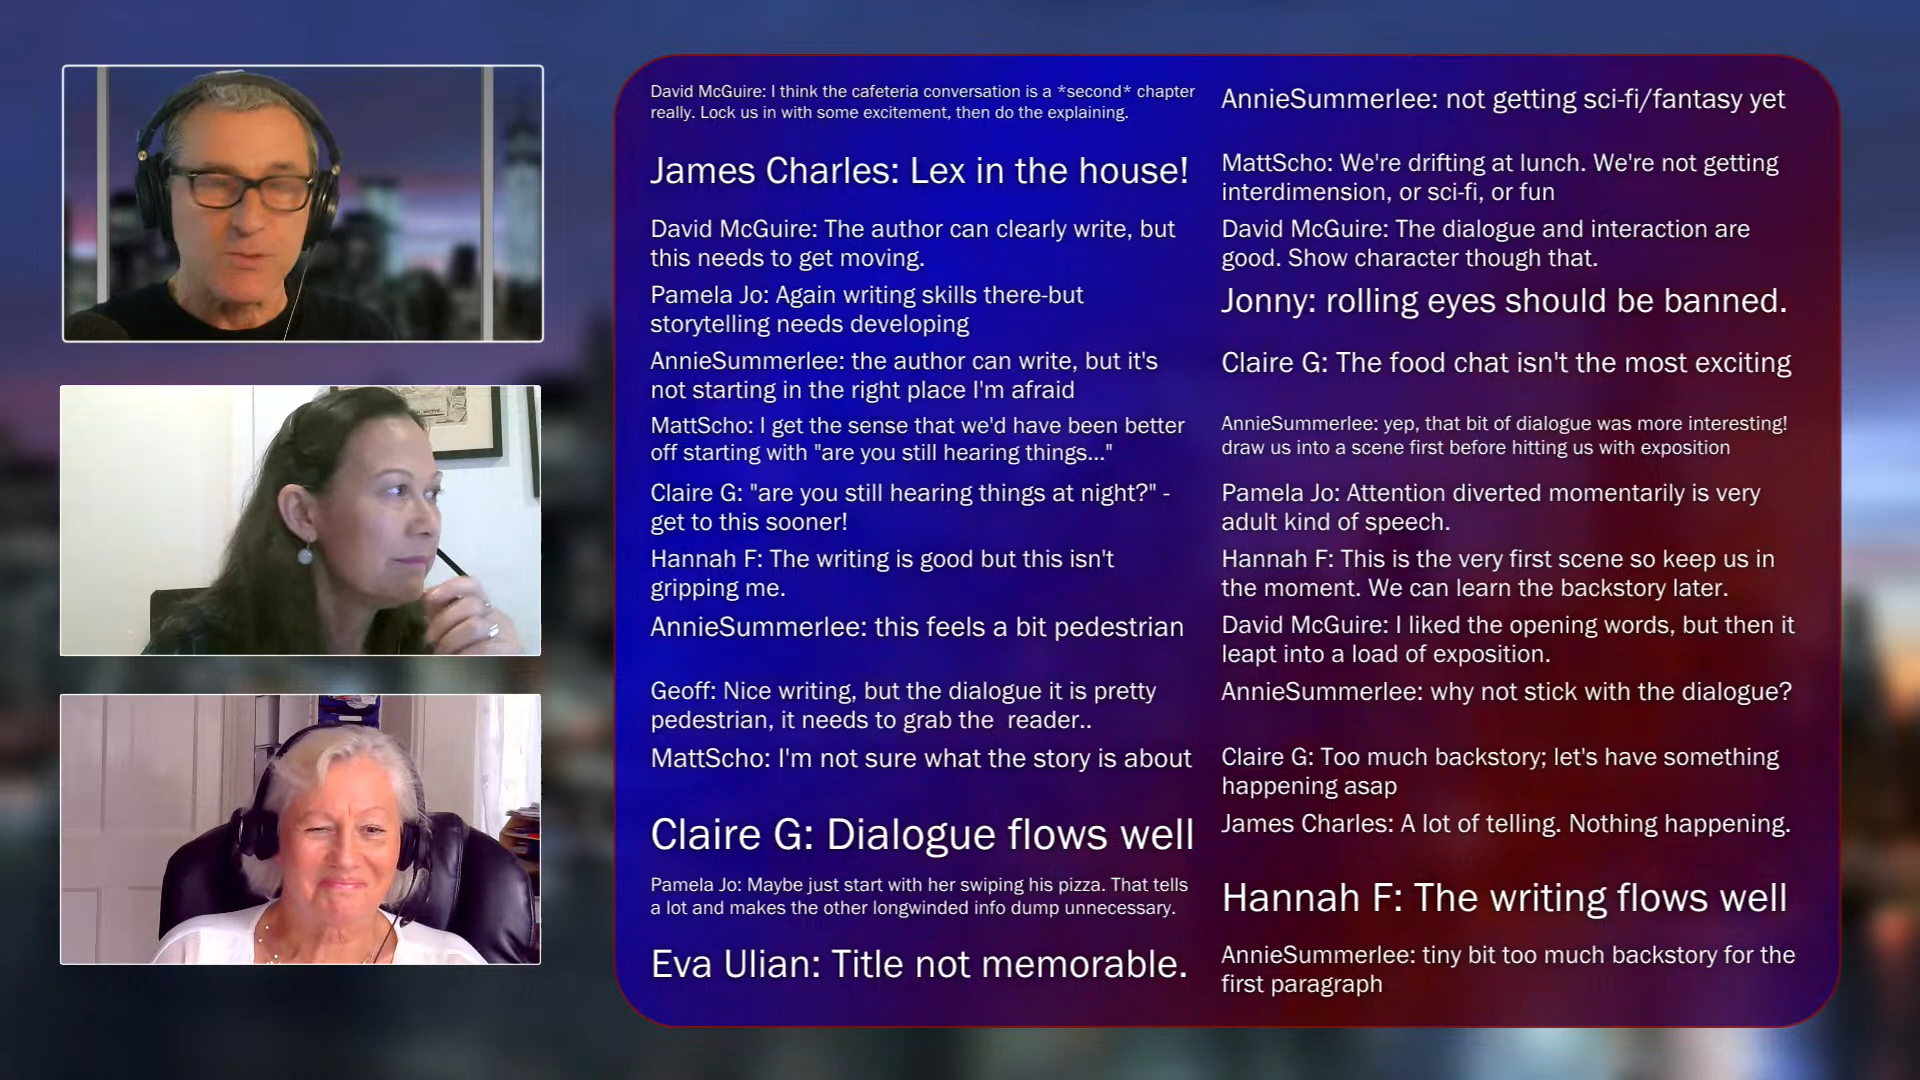 David McGuire: I think the cafeteria conversation is a *second* chapter
really. Lock us in with some excitement, then do the explaining.
James Charles: Lex in the house!
David McGuire: The author can clearly write, but
this needs to get moving.
Pamela Jo: Again writing skills there-but
storytelling needs developing
AnnieSummerlee: the author can write, but it's
not starting in the right place I'm afraid
MattScho: I get the sense that we'd have been better
off starting with "are you still hearing things..."
Claire G: "are you still hearing things at night?" -
get to this sooner!
Hannah F: The writing is good but this isn't
gripping me.
AnnieSummerlee: this feels a bit pedestrian
Geoff: Nice writing, but the dialogue it is pretty
pedestrian, it needs to grab the  reader..
MattScho: I'm not sure what the story is about
Claire G: Dialogue flows well
Pamela Jo: Maybe just start with her swiping his pizza. That tells
a lot and makes the other longwinded info dump unnecessary.
Eva Ulian: Title not memorable.
AnnieSummerlee: not getting sci-fi/fantasy yet
MattScho: We're drifting at lunch. We're not getting
interdimension, or sci-fi, or fun
David McGuire: The dialogue and interaction are
good. Show character though that.
Jonny: rolling eyes should be banned.
Claire G: The food chat isn't the most exciting
AnnieSummerlee: yep, that bit of dialogue was more interesting!
draw us into a scene first before hitting us with exposition
Pamela Jo: Attention diverted momentarily is very
adult kind of speech.
Hannah F: This is the very first scene so keep us in
the moment. We can learn the backstory later.
David McGuire: I liked the opening words, but then it
leapt into a load of exposition.
AnnieSummerlee: why not stick with the dialogue?
Claire G: Too much backstory; let's have something
happening asap
James Charles: A lot of telling. Nothing happening.
Hannah F: The writing flows well
AnnieSummerlee: tiny bit too much backstory for the
first paragraph